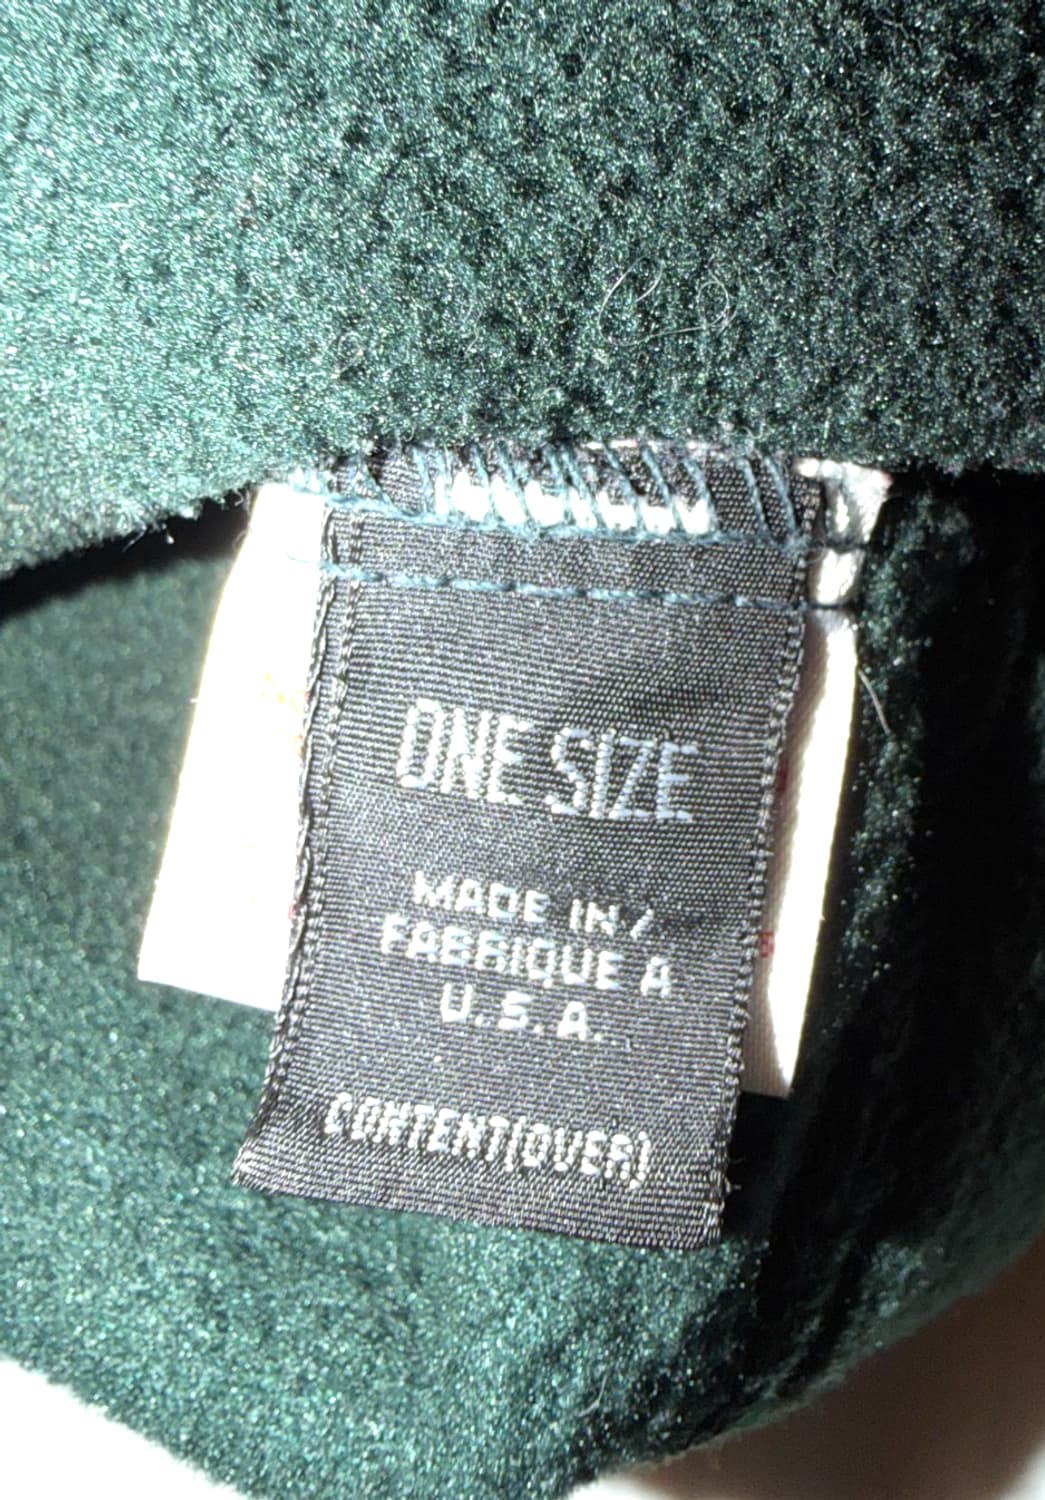 ONE SIZE
MADE IN /
FABRIQUE A
U.S.A.
CONTENT(OVER)